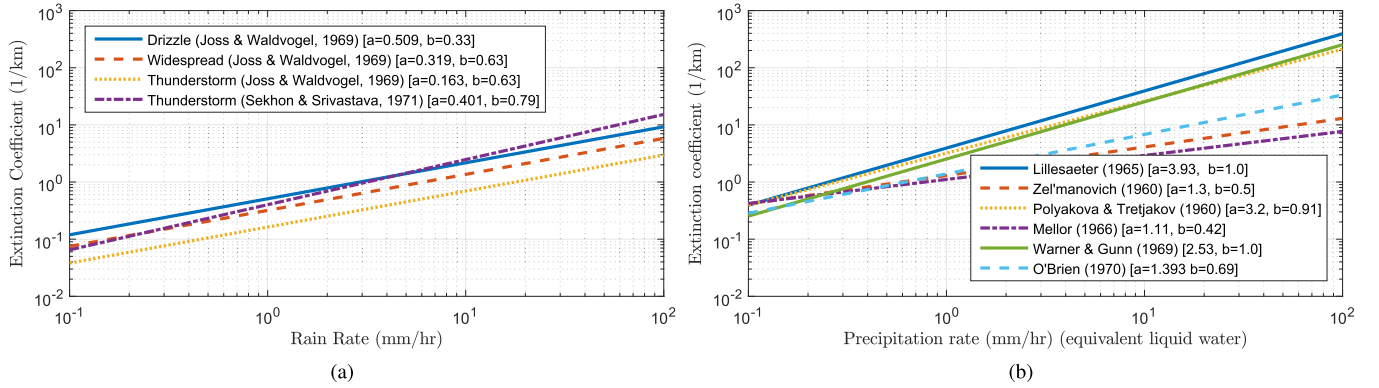 Extinction Coefficient (1/km)
10^3
10^2
10^1
10^0
10^-1
10^-2
Drizzle (Joss & Waldvogel, 1969) [a=0.509, b=0.33]
Widespread (Joss & Waldvogel, 1969) [a=0.319, b=0.63]
Thunderstorm (Joss & Waldvogel, 1969) [a=0.163, b=0.63]
Thunderstorm (Sekhon & Srivastava, 1971) [a=0.401, b=0.79]
10^-1 10^0 10^1 10^2
Rain Rate (mm/hr)
(a)
Extinction coefficient (1/km)
10^3
10^2
10^1
10^0
10^-1
10^-2
Lillesaeter (1965) [a=3.93, b=1.0]
Zel'manovich (1960) [a=1.3, b=0.5]
Polyakova & Tretjakov (1960) [a=3.2, b=0.91]
Mellor (1966) [a=1.11, b=0.42]
Warner & Gunn (1969) [2.53, b=1.0]
O'Brien (1970) [a=1.393 b=0.69]
10^-1 10^0 10^1 10^2
Precipitation rate (mm/hr) (equivalent liquid water)
(b)